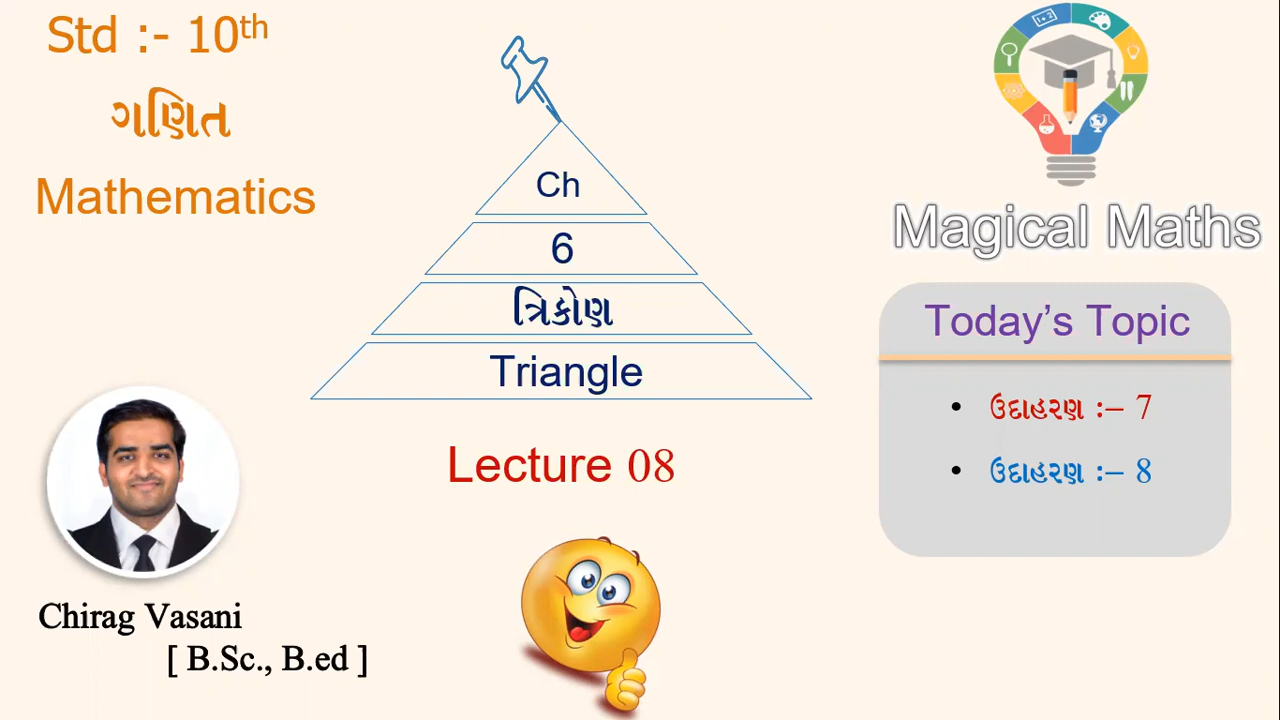 Std :- 10th
ગણિત
Mathematics
Ch
6
ત્રિકોણ
Triangle
Lecture 08
Magical Maths
Today's Topic
• ઉદાહરણ :– 7
• ઉદાહરણ :– 8
Chirag Vasani
[ B.Sc., B.ed ]